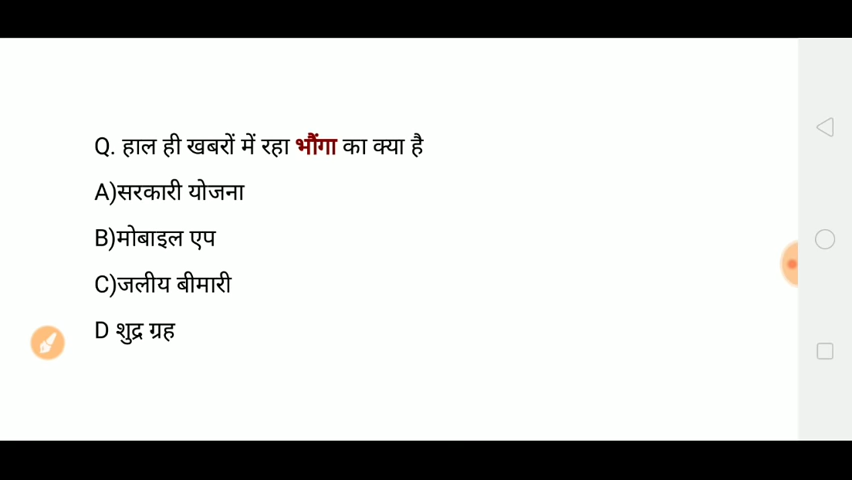 Q. हाल ही खबरों में रहा भौंगा का क्या है
A)सरकारी योजना
B)मोबाइल एप
C)जलीय बीमारी
D शुद्र ग्रह